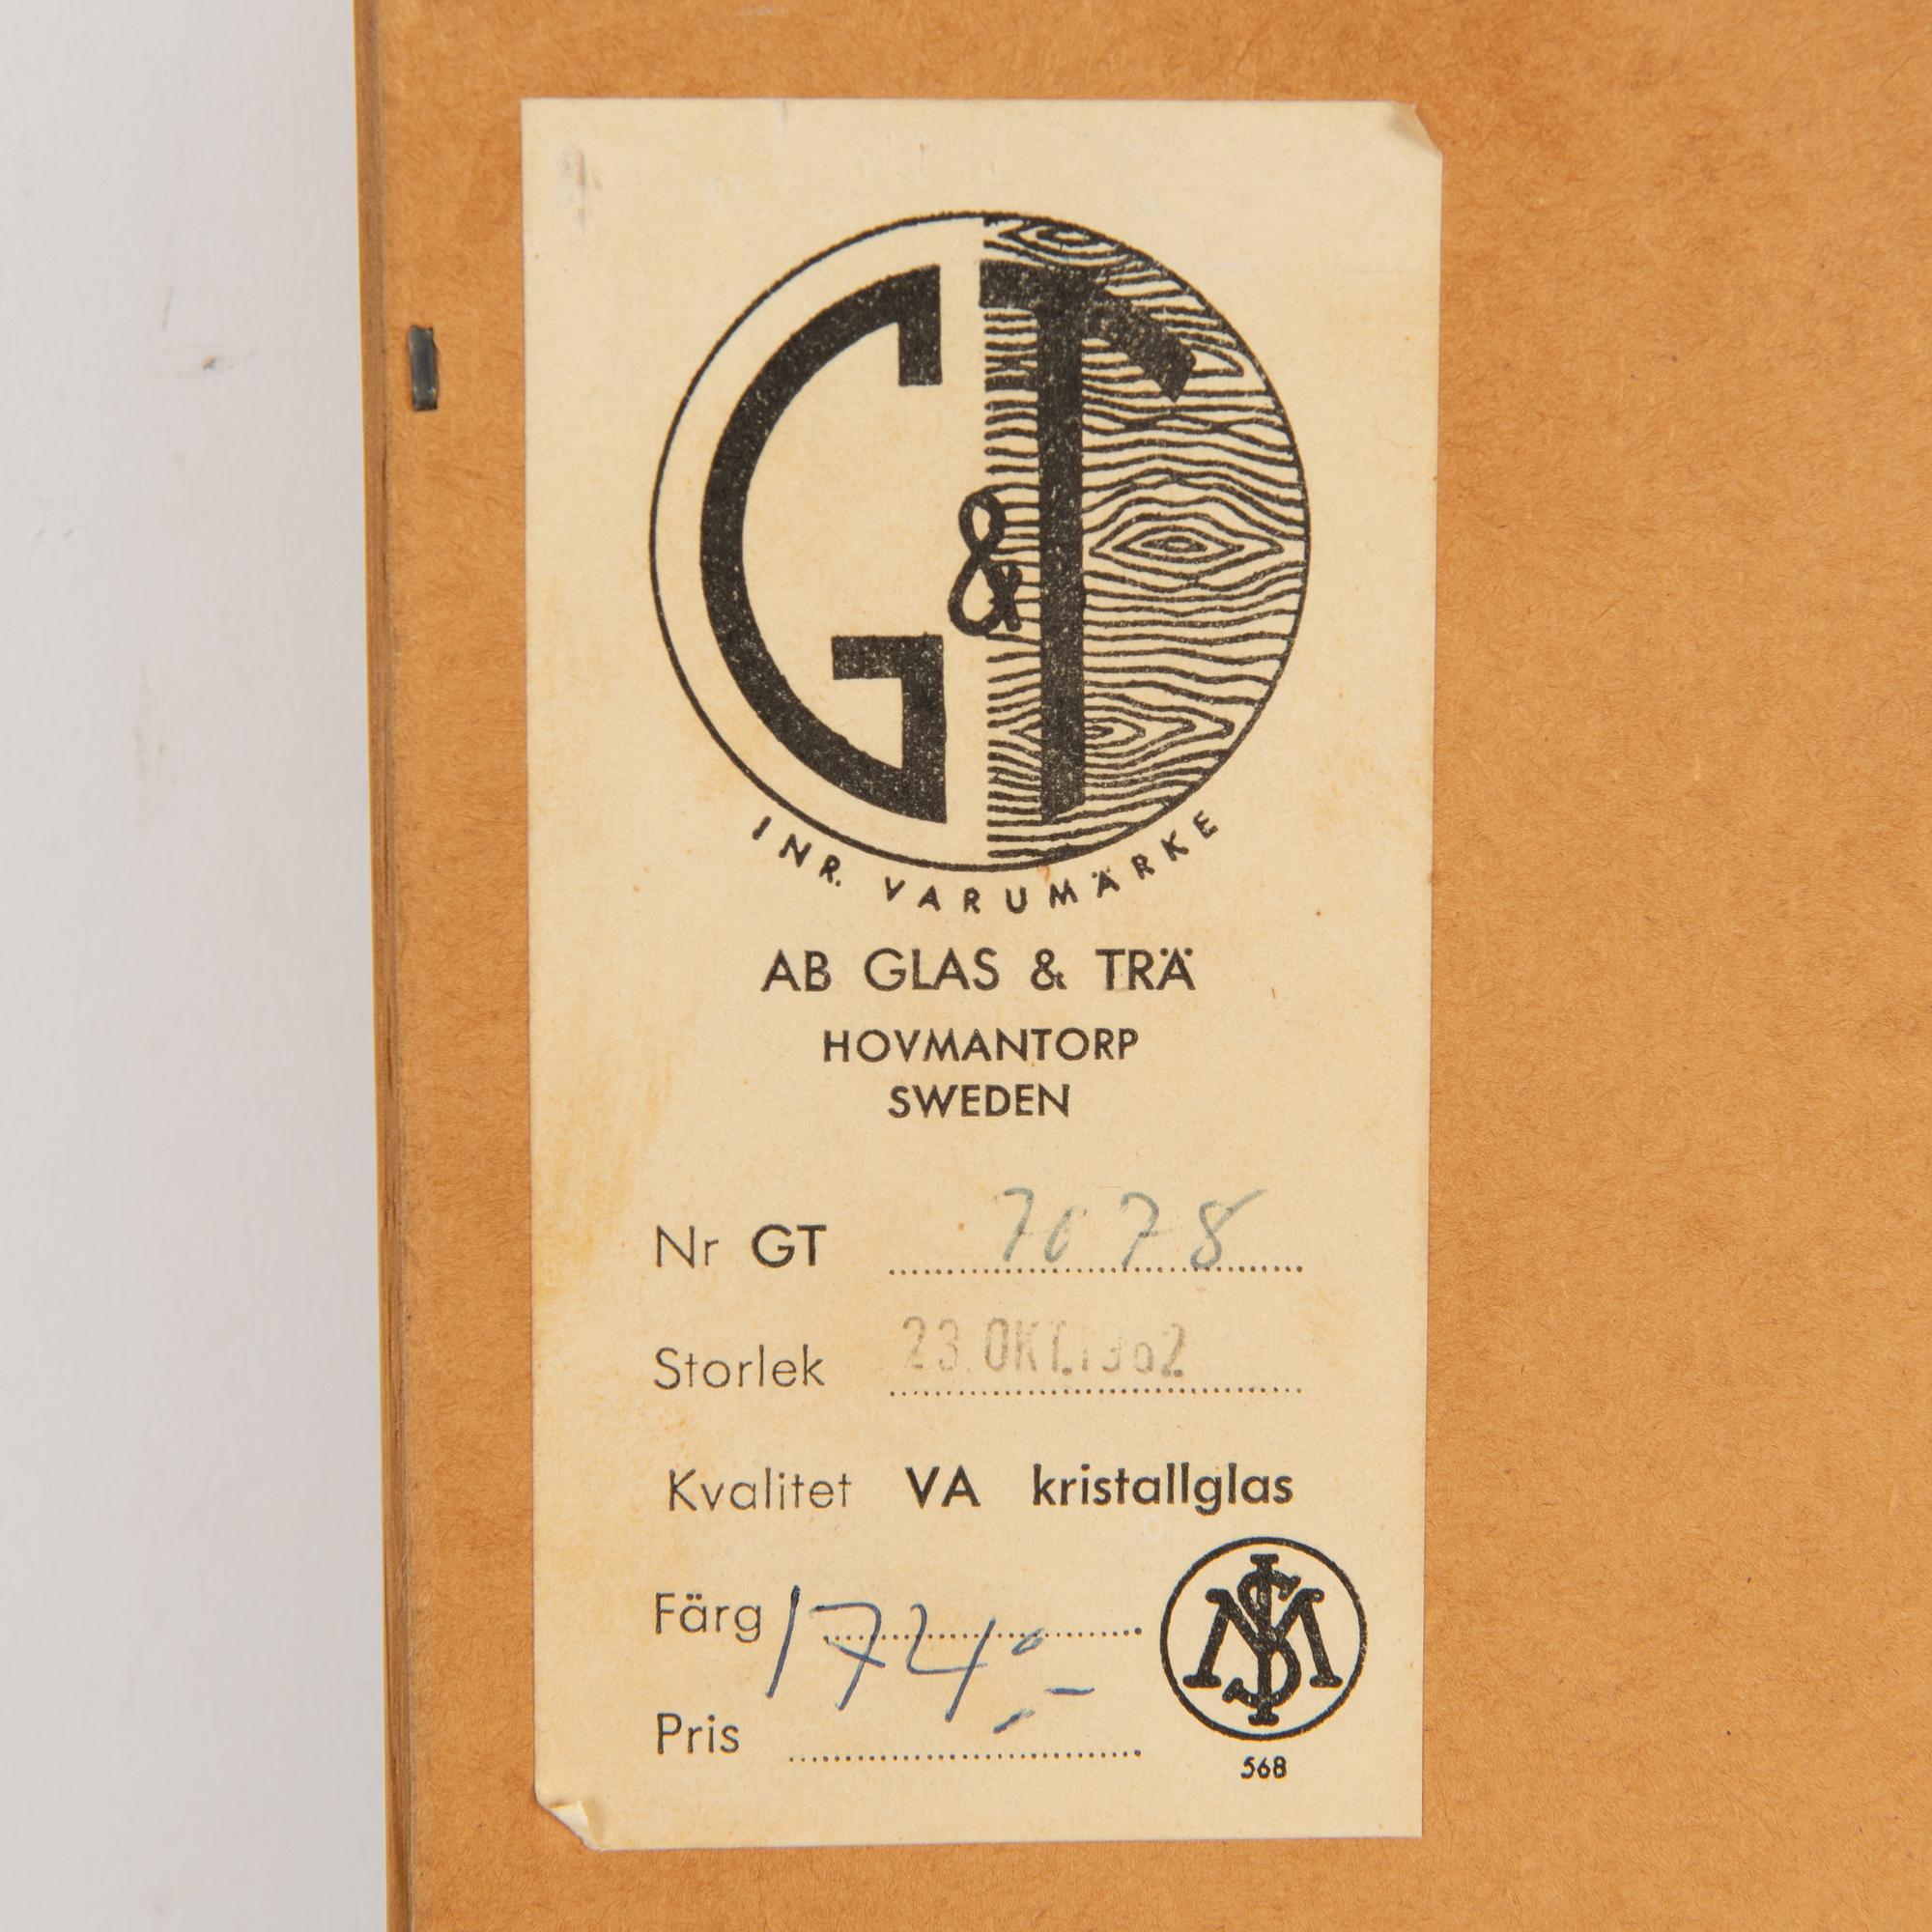 G & T
INR. VARUMÄRKE
AB GLAS & TRÄ
HOVMANTORP
SWEDEN
Nr GT 7078
Storlek 23.OKT.1962
Kvalitet VA kristallglas
Färg 174:-
Pris
MSI
568